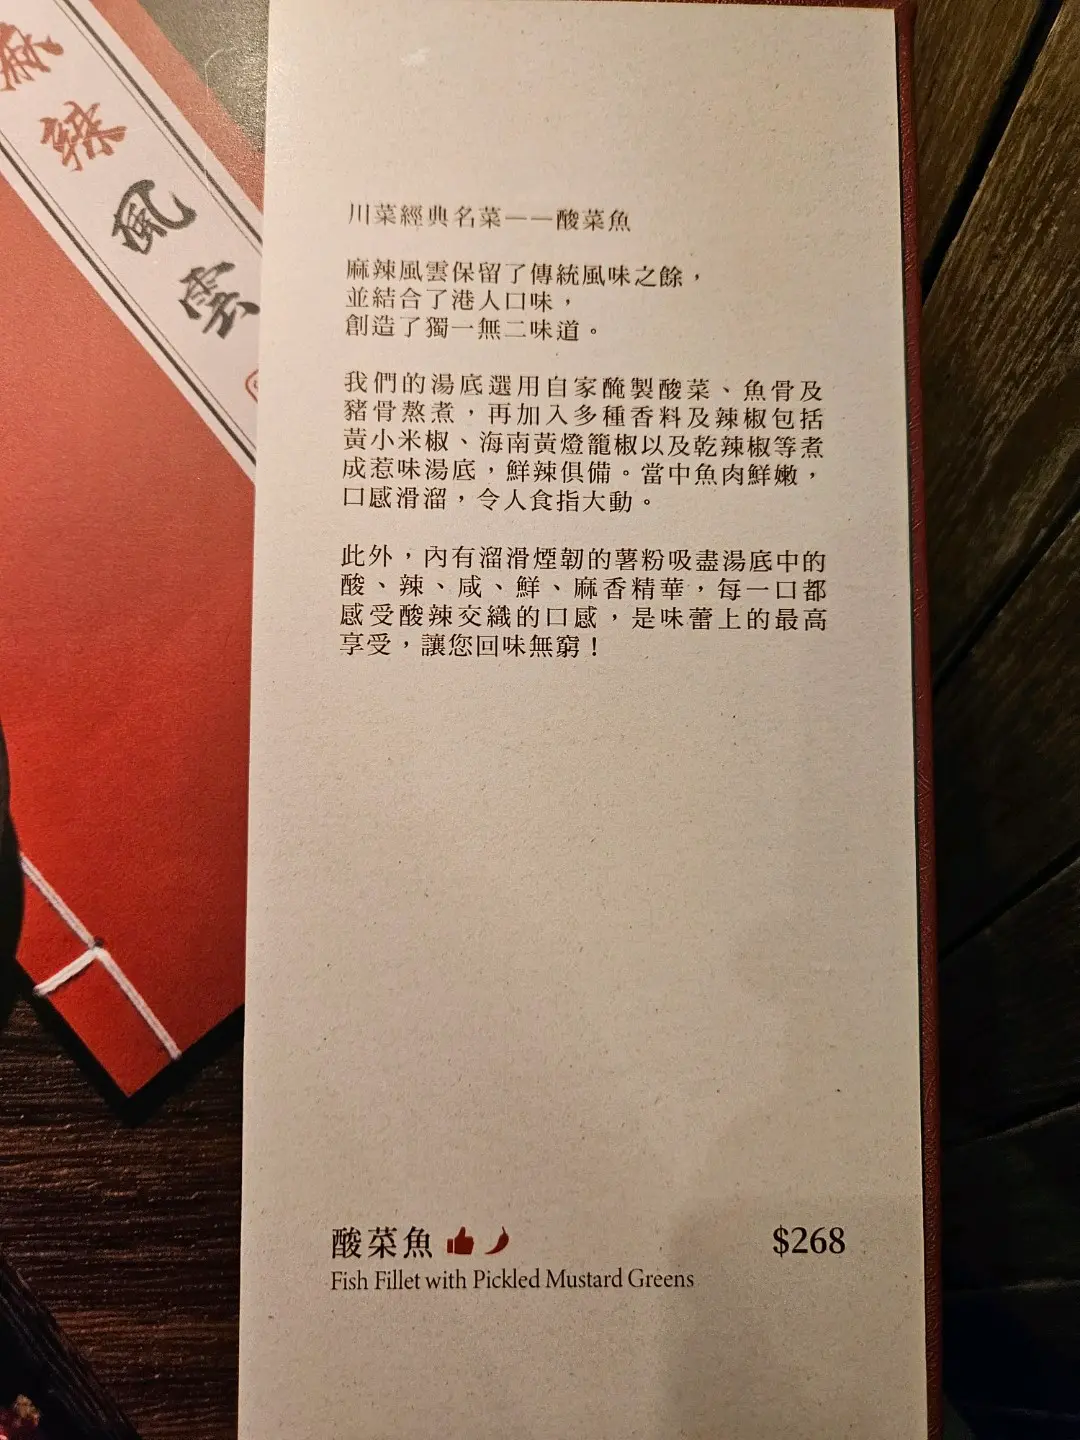 麻
辣
風
雲
川菜經典名菜——酸菜魚
麻辣風雲保留了傳統風味之餘，
並結合了港人口味，
創造了獨一無二味道。
我們的湯底選用自家醃製酸菜、魚骨及
豬骨熬煮，再加入多種香料及辣椒包括
黃小米椒、海南黃燈籠椒以及乾辣椒等煮
成惹味湯底，鮮辣俱備。當中魚肉鮮嫩，
口感滑溜，令人食指大動。
此外，內有溜滑煙韌的薯粉吸盡湯底中的
酸、辣、咸、鮮、麻香精華，每一口都
感受酸辣交織的口感，是味蕾上的最高
享受，讓您回味無窮！
酸菜魚 $268
Fish Fillet with Pickled Mustard Greens